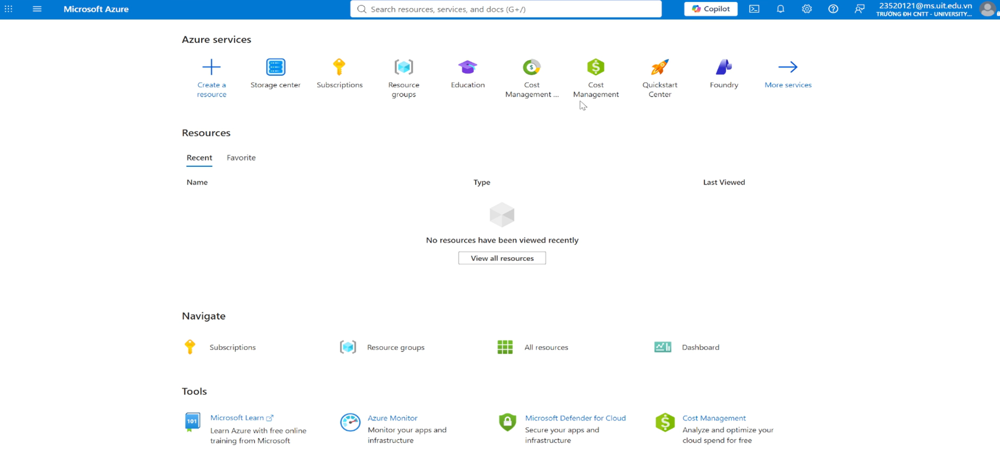 Microsoft Azure
Search resources, services, and docs (G+/)
Copilot
23520121@ms.uit.edu.vn
TRƯỜNG ĐH CNTT - UNIVERSITY...
Azure services
Create a
resource
Storage center
Subscriptions
Resource
groups
Education
Cost
Management ...
Cost
Management
Quickstart
Center
Foundry
More services
Resources
Recent
Favorite
Name
Type
Last Viewed
No resources have been viewed recently
View all resources
Navigate
Subscriptions
Resource groups
All resources
Dashboard
Tools
101
Microsoft Learn
Learn Azure with free online
training from Microsoft
Azure Monitor
Monitor your apps and
infrastructure
Microsoft Defender for Cloud
Secure your apps and
infrastructure
Cost Management
Analyze and optimize your
cloud spend for free